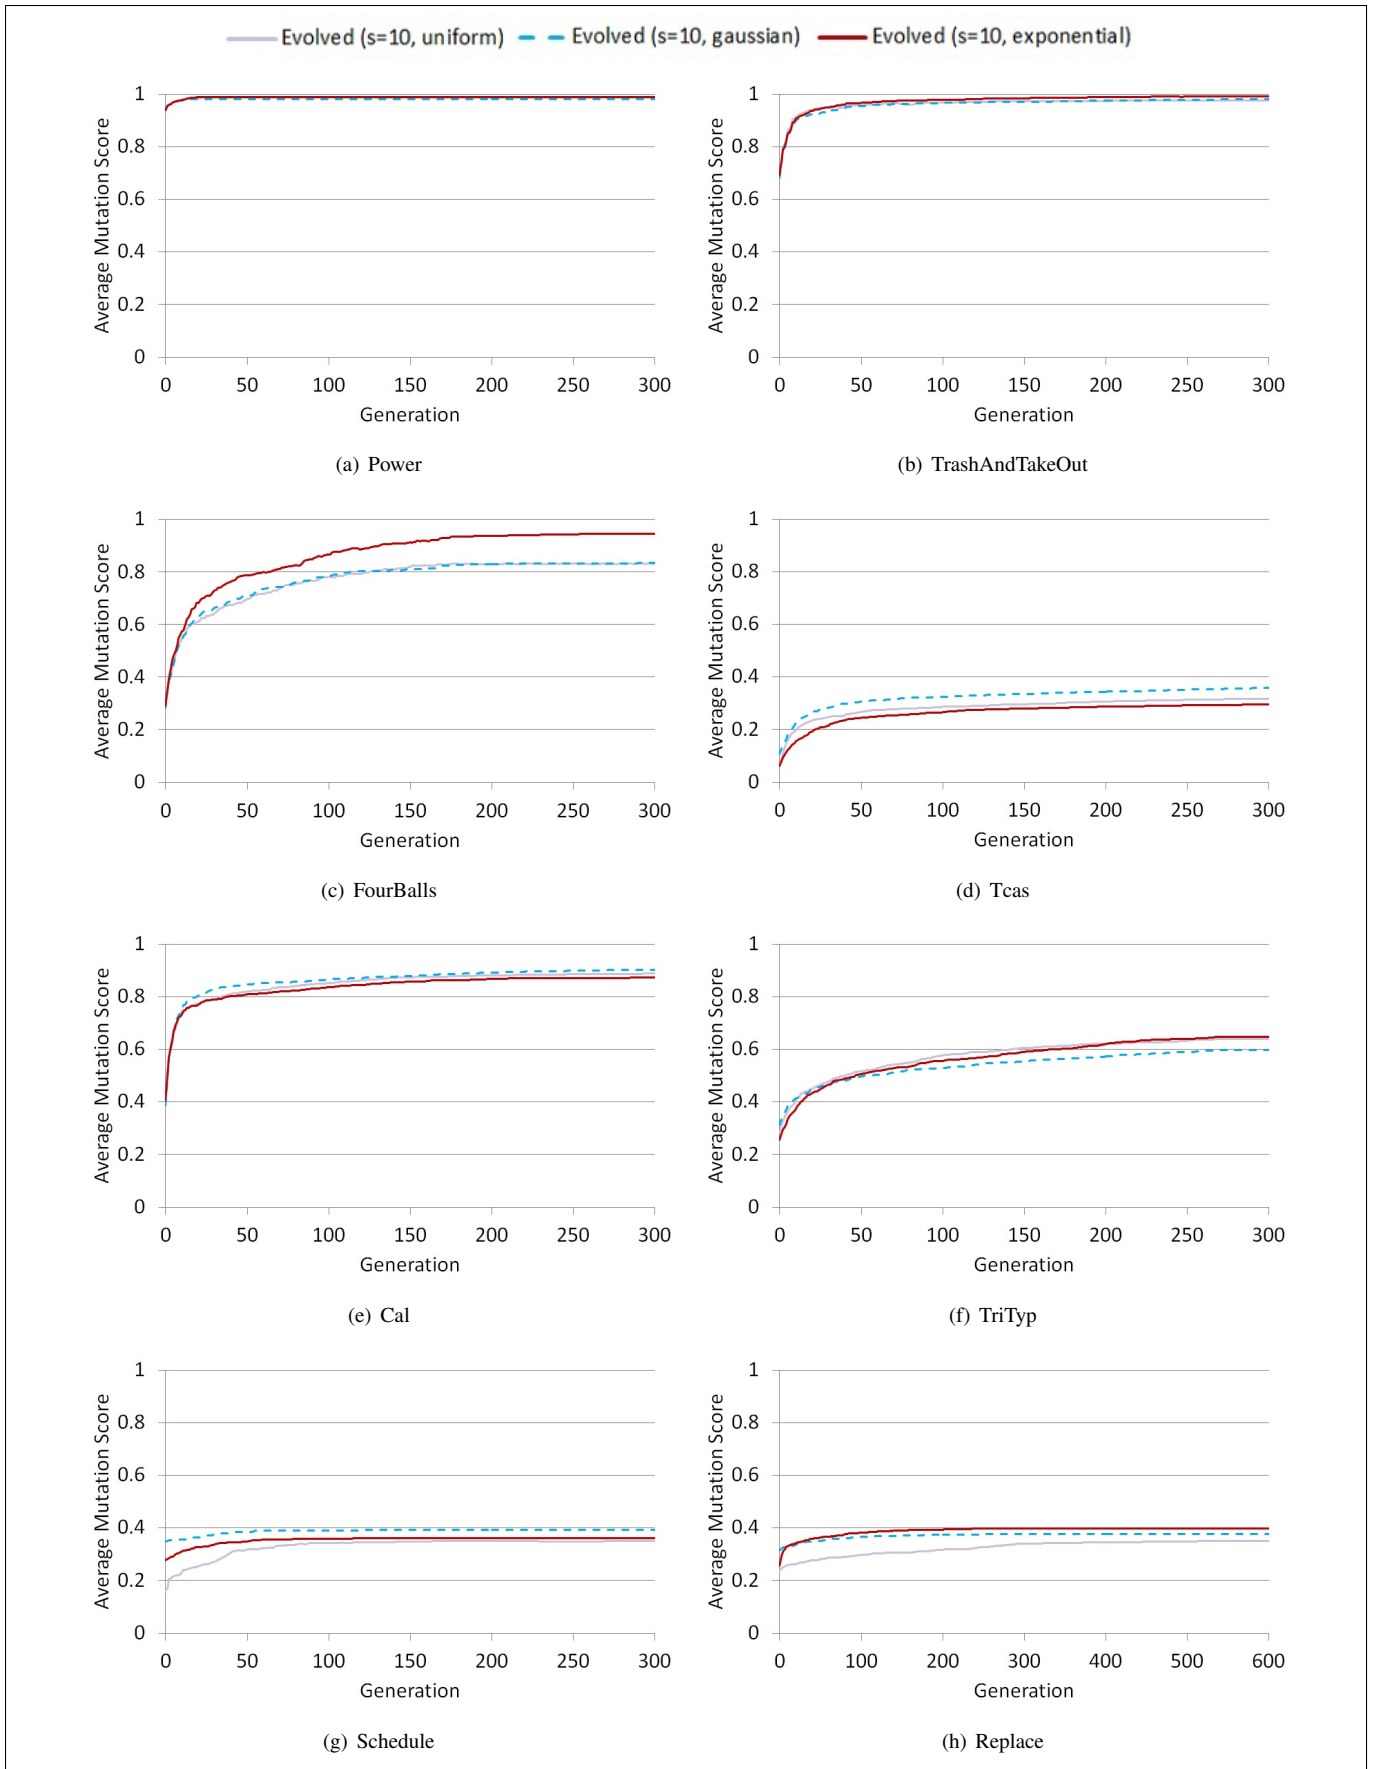 Evolved (s=10, uniform) Evolved (s=10, gaussian) Evolved (s=10, exponential)
Average Mutation Score
1
0.8
0.6
0.4
0.2
0
0 50 100 150 200 250 300
Generation
(a) Power
Average Mutation Score
1
0.8
0.6
0.4
0.2
0
0 50 100 150 200 250 300
Generation
(b) TrashAndTakeOut
Average Mutation Score
1
0.8
0.6
0.4
0.2
0
0 50 100 150 200 250 300
Generation
(c) FourBalls
Average Mutation Score
1
0.8
0.6
0.4
0.2
0
0 50 100 150 200 250 300
Generation
(d) Tcas
Average Mutation Score
1
0.8
0.6
0.4
0.2
0
0 50 100 150 200 250 300
Generation
(e) Cal
Average Mutation Score
1
0.8
0.6
0.4
0.2
0
0 50 100 150 200 250 300
Generation
(f) TriTyp
Average Mutation Score
1
0.8
0.6
0.4
0.2
0
0 50 100 150 200 250 300
Generation
(g) Schedule
Average Mutation Score
1
0.8
0.6
0.4
0.2
0
0 100 200 300 400 500 600
Generation
(h) Replace